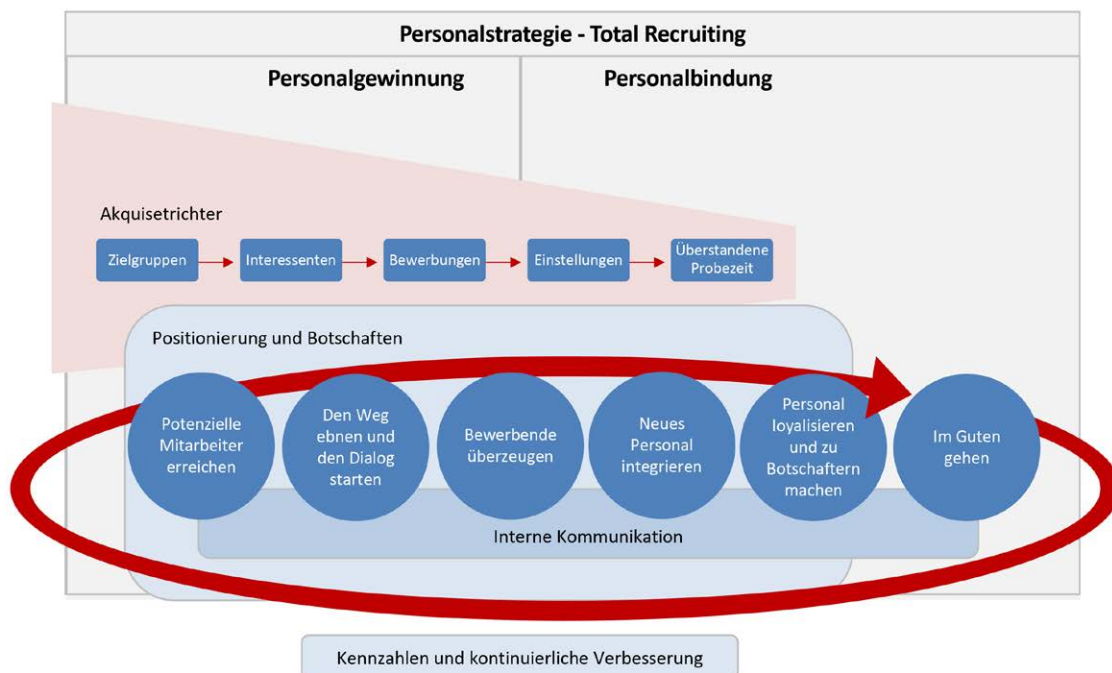 Personalstrategie - Total Recruiting
Personalgewinnung
Personalbindung
Akquisetrichter
Zielgruppen
Interessenten
Bewerbungen
Einstellungen
Überstandene
Probezeit
Positionierung und Botschaften
Potenzielle
Mitarbeiter
erreichen
Den Weg
ebnen und
den Dialog
starten
Bewerbende
überzeugen
Neues
Personal
integrieren
Personal
loyalisieren
und zu
Botschaftern
machen
Im Guten
gehen
Interne Kommunikation
Kennzahlen und kontinuierliche Verbesserung